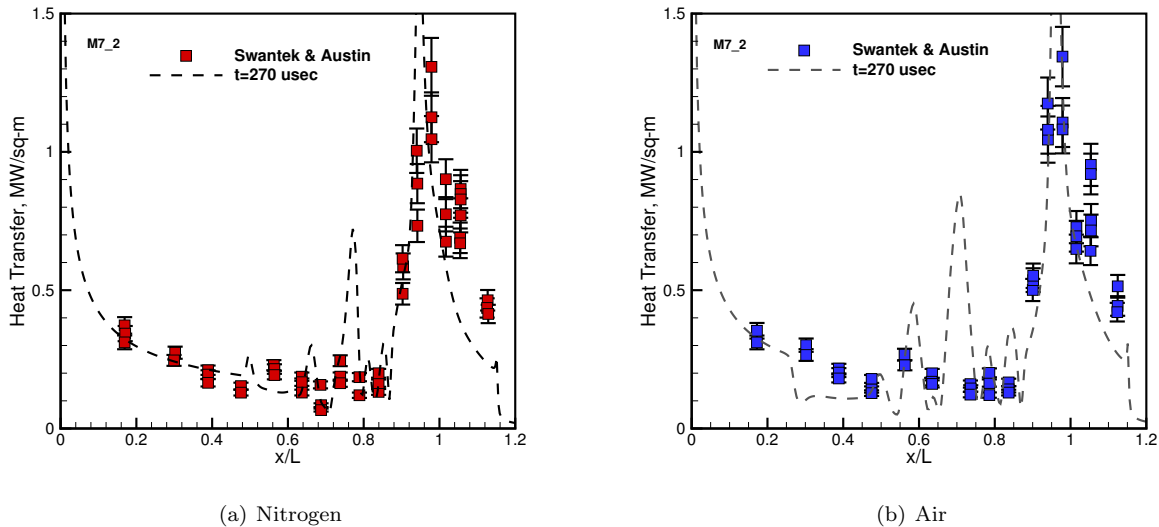 M7_2
Swantek & Austin
t=270 usec
Heat Transfer, MW/sq-m
1.5
1
0.5
0
0 0.2 0.4 0.6 0.8 1 1.2
x/L
(a) Nitrogen
M7_2
Swantek & Austin
t=270 usec
Heat Transfer, MW/sq-m
1.5
1
0.5
0
0 0.2 0.4 0.6 0.8 1 1.2
x/L
(b) Air